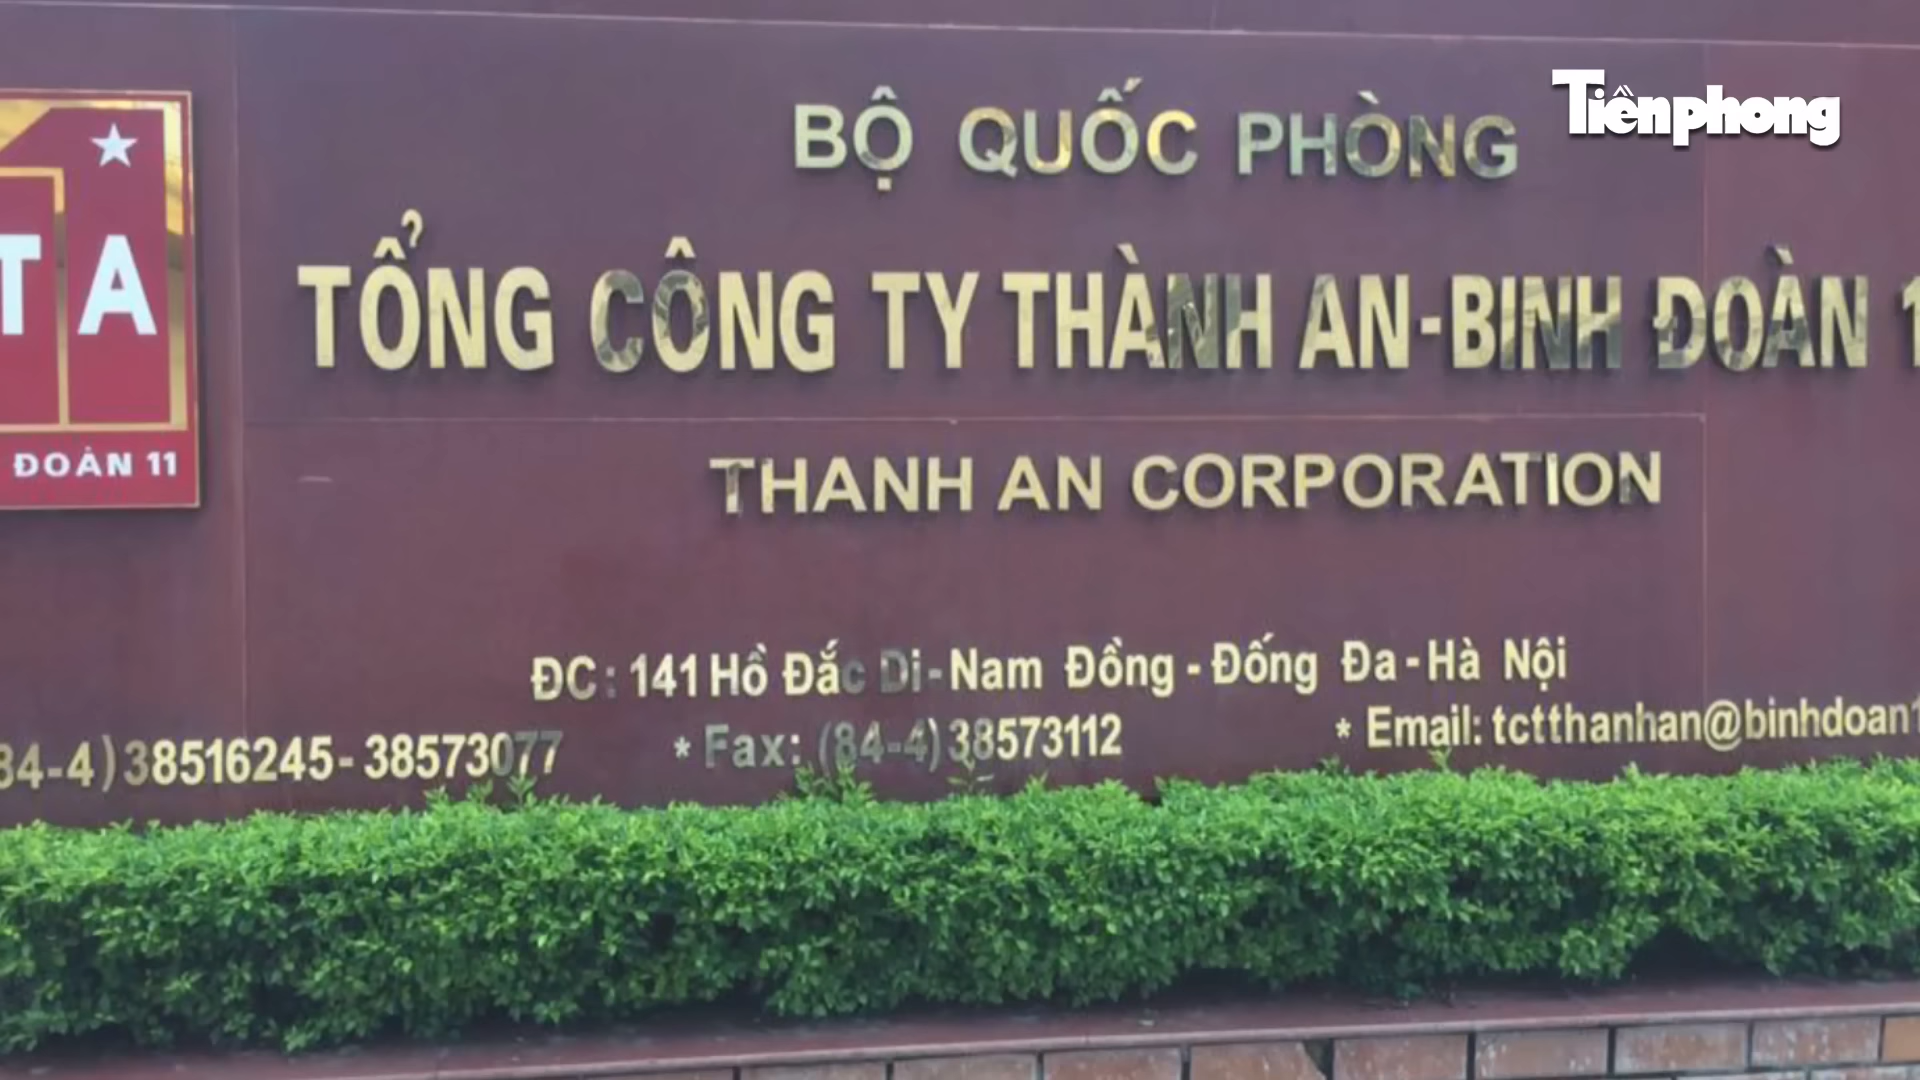 Tiềnphong
BỘ QUỐC PHÒNG
TỔNG CÔNG TY THÀNH AN-BINH ĐOÀN 1
TA
ĐOÀN 11
THANH AN CORPORATION
ĐC: 141 Hồ Đắc Di-Nam Đồng - Đống Đa-Hà Nội
84-4)38516245-38573077 * Fax: (84-4)38573112 * Email: tctthanhan@binhdoan1